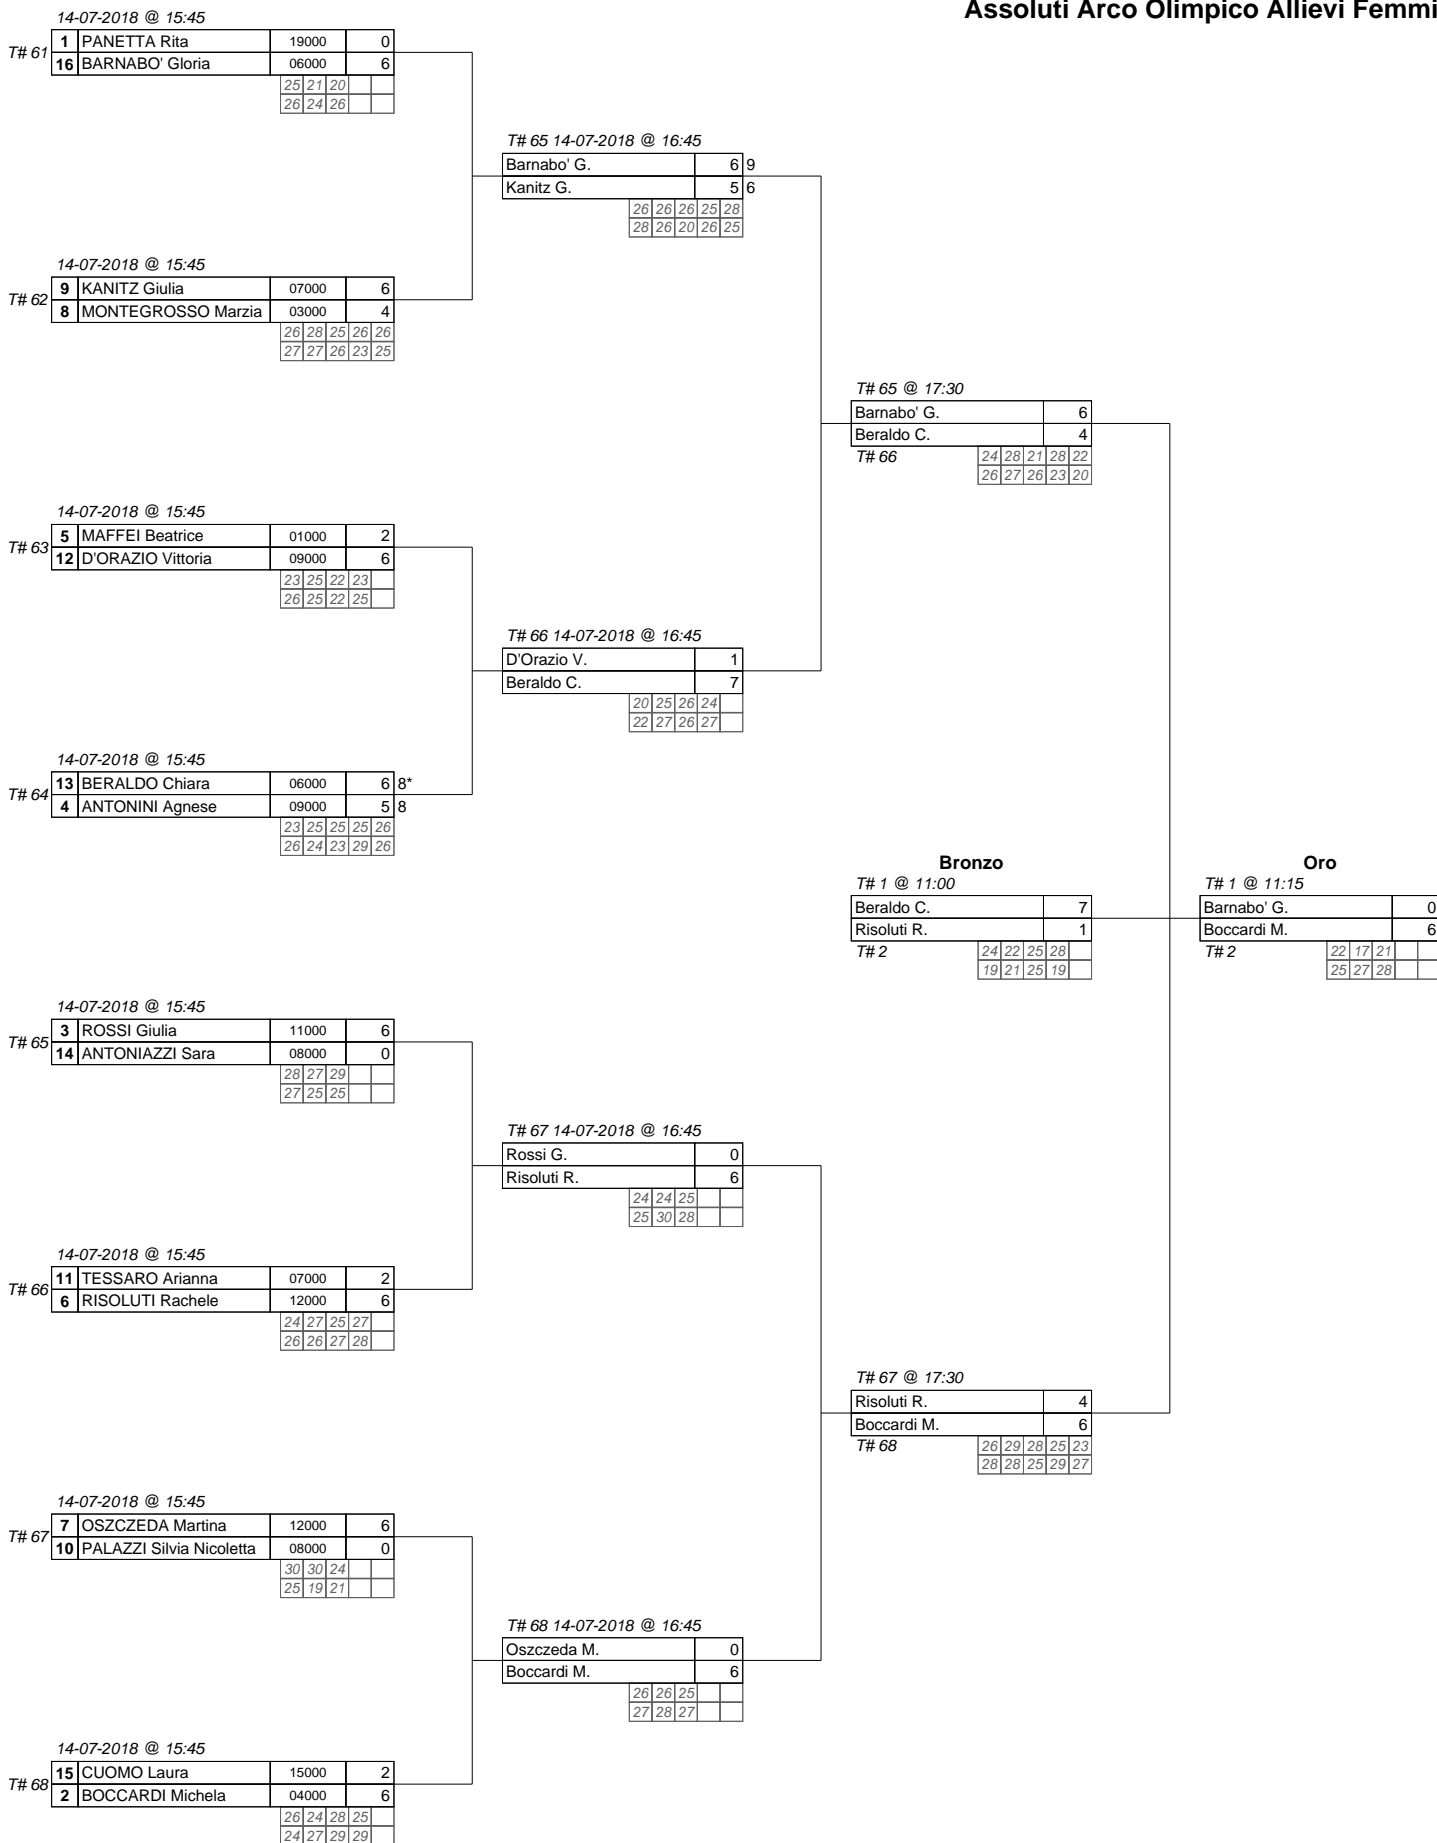 Assoluti Arco Olimpico Allievi Femmi
14-07-2018 @ 15:45
T# 61
1 PANETTA Rita 19000 0
16 BARNABO' Gloria 06000 6
25 21 20
26 24 26
T# 65 14-07-2018 @ 16:45
Barnabo' G. 6 9
Kanitz G. 5 6
26 26 26 25 28
28 26 20 26 25
14-07-2018 @ 15:45
T# 62
9 KANITZ Giulia 07000 6
8 MONTEGROSSO Marzia 03000 4
26 28 25 26 26
27 27 26 23 25
T# 65 @ 17:30
Barnabo' G. 6
Beraldo C. 4
T# 66
24 28 21 28 22
26 27 26 23 20
14-07-2018 @ 15:45
T# 63
5 MAFFEI Beatrice 01000 2
12 D'ORAZIO Vittoria 09000 6
23 25 22 23
26 25 22 25
T# 66 14-07-2018 @ 16:45
D'Orazio V. 1
Beraldo C. 7
20 25 26 24
22 27 26 27
14-07-2018 @ 15:45
T# 64
13 BERALDO Chiara 06000 6 8*
4 ANTONINI Agnese 09000 5 8
23 25 25 25 26
26 24 23 29 26
Bronzo
T# 1 @ 11:00
Beraldo C. 7
Risoluti R. 1
T# 2
24 22 25 28
19 21 25 19
Oro
T# 1 @ 11:15
Barnabo' G. 0
Boccardi M. 6
T# 2
22 17 21
25 27 28
14-07-2018 @ 15:45
T# 65
3 ROSSI Giulia 11000 6
14 ANTONIAZZI Sara 08000 0
28 27 29
27 25 25
T# 67 14-07-2018 @ 16:45
Rossi G. 0
Risoluti R. 6
24 24 25
25 30 28
14-07-2018 @ 15:45
T# 66
11 TESSARO Arianna 07000 2
6 RISOLUTI Rachele 12000 6
24 27 25 27
26 26 27 28
T# 67 @ 17:30
Risoluti R. 4
Boccardi M. 6
T# 68
26 29 28 25 23
28 28 25 29 27
14-07-2018 @ 15:45
T# 67
7 OSZCZEDA Martina 12000 6
10 PALAZZI Silvia Nicoletta 08000 0
30 30 24
25 19 21
T# 68 14-07-2018 @ 16:45
Oszczeda M. 0
Boccardi M. 6
26 26 25
27 28 27
14-07-2018 @ 15:45
T# 68
15 CUOMO Laura 15000 2
2 BOCCARDI Michela 04000 6
26 24 28 25
24 27 29 29